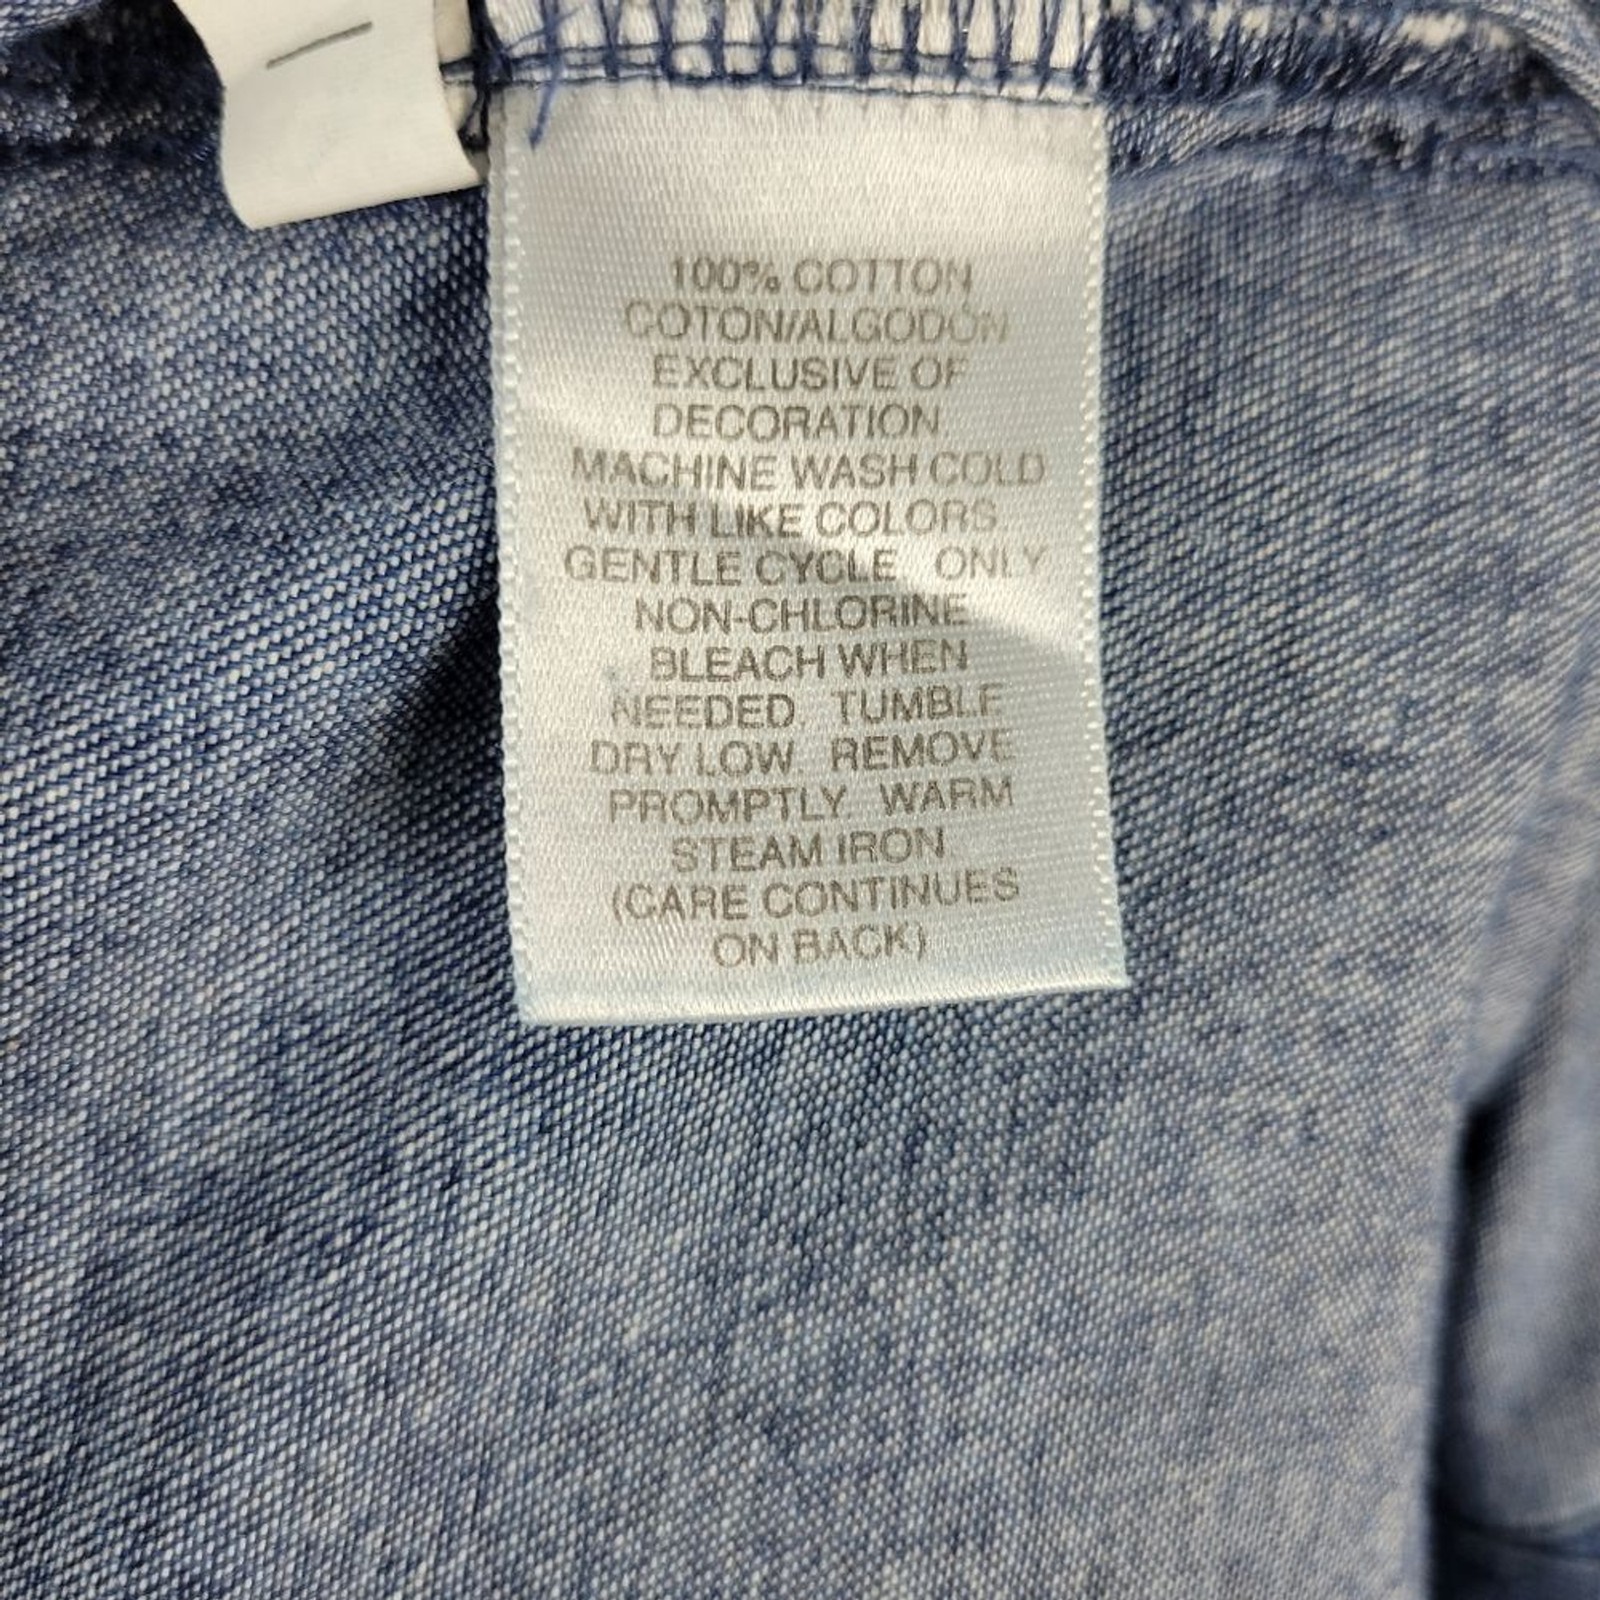 100% COTTON
COTON/ALGODON
EXCLUSIVE OF
DECORATION
MACHINE WASH COLD
WITH LIKE COLORS
GENTLE CYCLE ONLY
NON-CHLORINE
BLEACH WHEN
NEEDED. TUMBLE
DRY LOW. REMOVE
PROMPTLY. WARM
STEAM IRON.
(CARE CONTINUES
ON BACK)